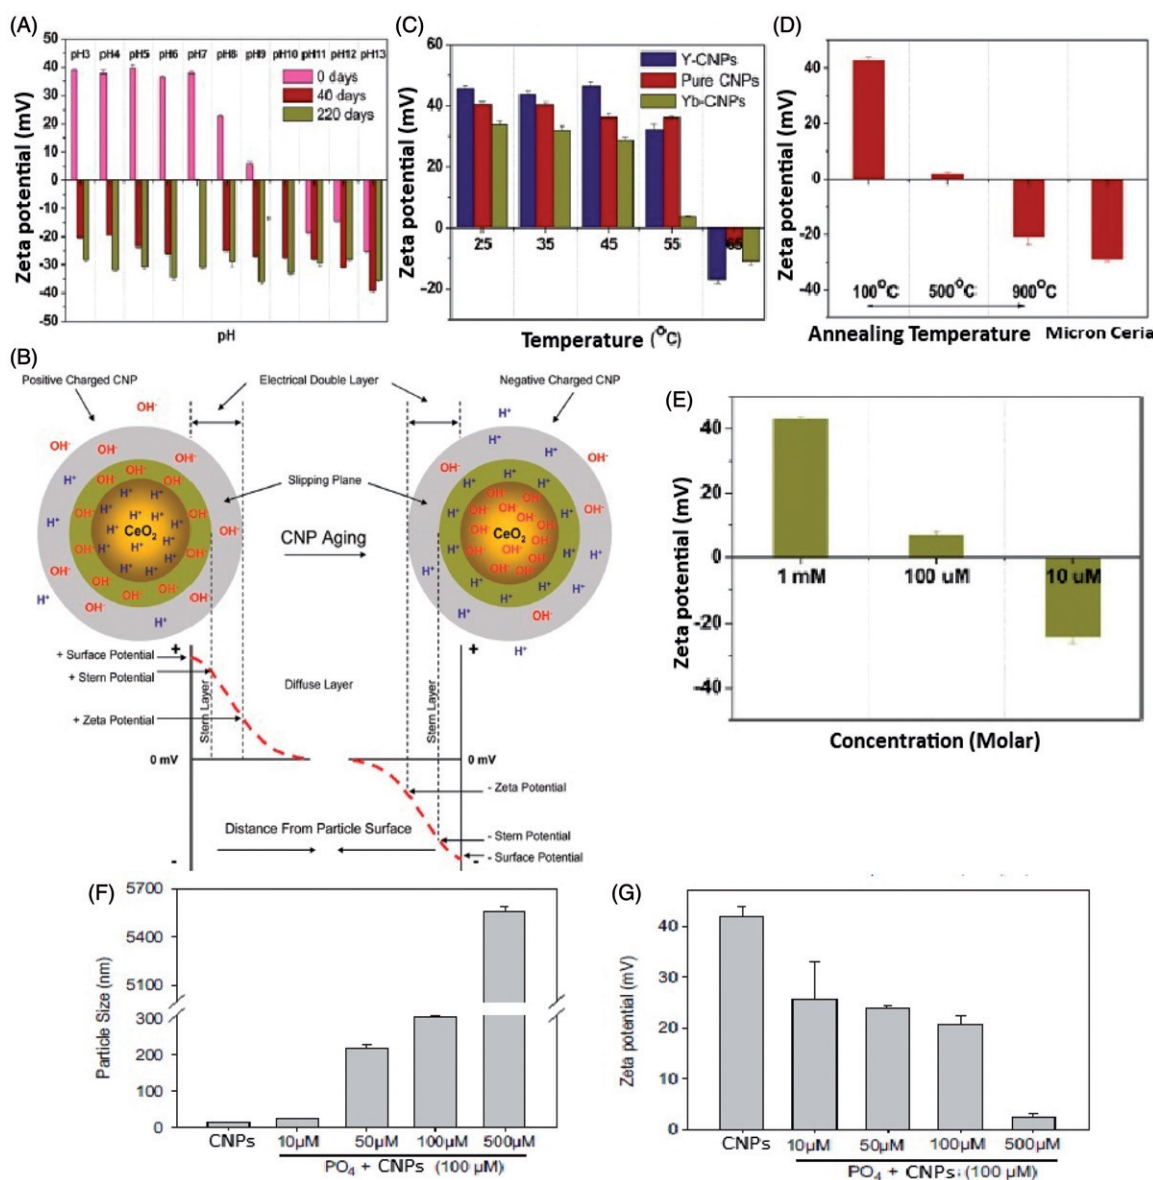 (A)
pH3 pH4 pH5 pH6 pH7 pH8 pH9 pH10 pH11 pH12 pH13
0 days
40 days
220 days
50
40
30
20
10
0
-10
-20
-30
-40
-50
Zeta potential (mV)
pH
(C)
Y-CNPs
Pure CNPs
Yb-CNPs
60
40
20
0
-20
Zeta potential (mV)
25 35 45 55 65
Temperature (°C)
(D)
50
25
0
-25
-50
Zeta potential (mV)
100°C 500°C 900°C
Annealing Temperature Micron Ceria
(B)
Positive Charged CNP
Electrical Double Layer
Negative Charged CNP
Slipping Plane
CNP Aging
CeO2
CeO2
OH-
H+
+
+ Surface Potential
+ Stern Potential
+ Zeta Potential
Stern Layer
Diffuse Layer
Stern Layer
+
0 mV
0 mV
- Zeta Potential
- Stern Potential
- Surface Potential
Distance From Particle Surface
-
-
(E)
40
20
0
-20
-40
Zeta potential (mV)
1 mM 100 uM 10 uM
Concentration (Molar)
(F)
5700
5400
5100
300
200
100
0
Particle Size (nm)
CNPs 10µM 50µM 100µM 500µM
PO4 + CNPs (100 µM)
(G)
40
30
20
10
0
Zeta potential (mV)
CNPs 10µM 50µM 100µM 500µM
PO4 + CNPs (100 µM)